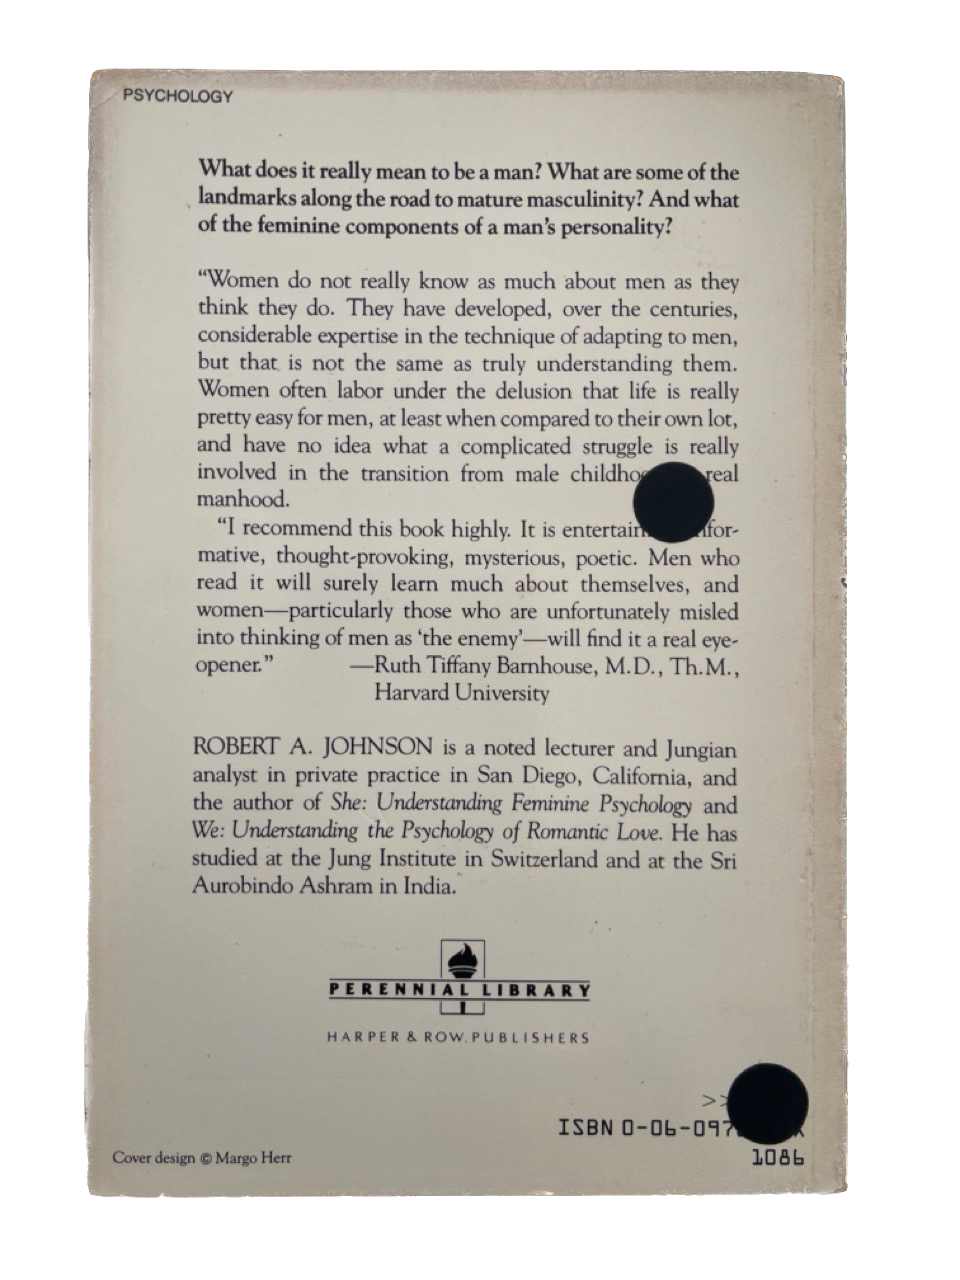 PSYCHOLOGY
What does it really mean to be a man? What are some of the
landmarks along the road to mature masculinity? And what
of the feminine components of a man's personality?
“Women do not really know as much about men as they
think they do. They have developed, over the centuries,
considerable expertise in the technique of adapting to men,
but that is not the same as truly understanding them.
Women often labor under the delusion that life is really
pretty easy for men, at least when compared to their own lot,
and have no idea what a complicated struggle is really
involved in the transition from male real
manhood.
“I recommend this book highly. It is
mative, thought-provoking, mysterious, poetic. Men who
read it will surely learn much about themselves, and
women—particularly those who are unfortunately misled
into thinking of men as ‘the enemy’—will find it a real eye-
opener.” —Ruth Tiffany Barnhouse, M.D., Th.M.,
Harvard University
ROBERT A. JOHNSON is a noted lecturer and Jungian
analyst in private practice in San Diego, California, and
the author of She: Understanding Feminine Psychology and
We: Understanding the Psychology of Romantic Love. He has
studied at the Jung Institute in Switzerland and at the Sri
Aurobindo Ashram in India.
PERENNIAL LIBRARY
HARPER & ROW, PUBLISHERS
ISBN
Cover design © Margo Herr
1086